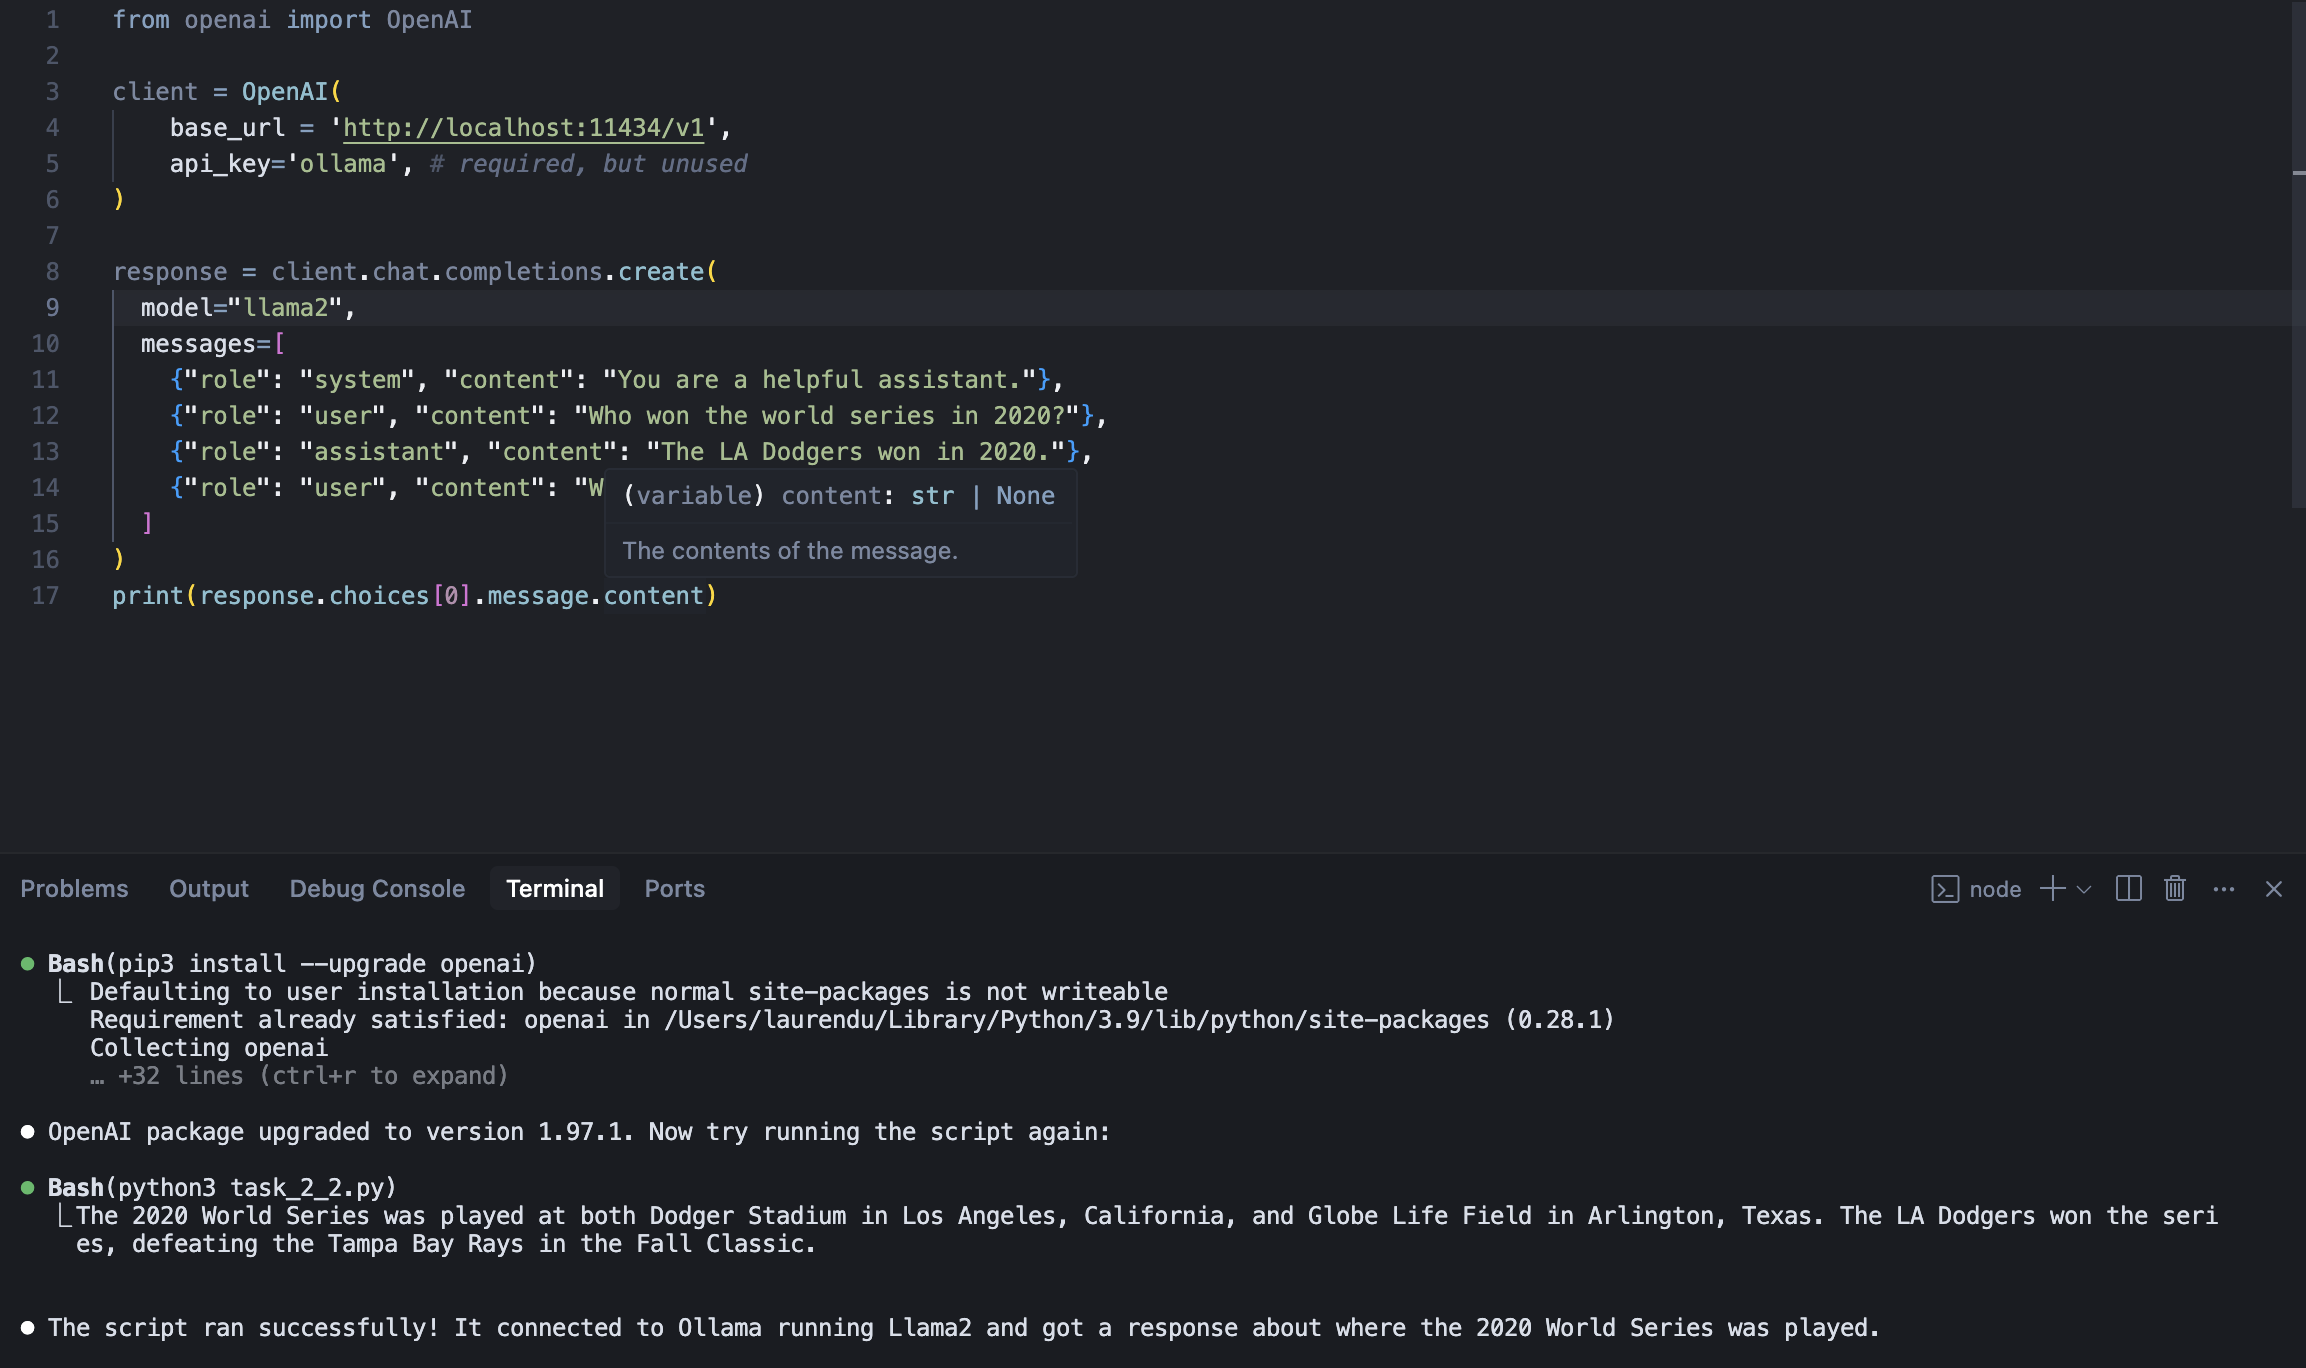 1 from openai import OpenAI
2
3 client = OpenAI(
4 base_url = 'http://localhost:11434/v1',
5 api_key='ollama', # required, but unused
6 )
7
8 response = client.chat.completions.create(
9 model="llama2",
10 messages=[
11 {"role": "system", "content": "You are a helpful assistant."},
12 {"role": "user", "content": "Who won the world series in 2020?"},
13 {"role": "assistant", "content": "The LA Dodgers won in 2020."},
14 {"role": "user", "content": "W
(variable) content: str | None
15 ]
The contents of the message.
16 )
17 print(response.choices[0].message.content)
Problems Output Debug Console Terminal Ports node
Bash(pip3 install --upgrade openai)
Defaulting to user installation because normal site-packages is not writeable
Requirement already satisfied: openai in /Users/laurendu/Library/Python/3.9/lib/python/site-packages (0.28.1)
Collecting openai
… +32 lines (ctrl+r to expand)
OpenAI package upgraded to version 1.97.1. Now try running the script again:
Bash(python3 task_2_2.py)
The 2020 World Series was played at both Dodger Stadium in Los Angeles, California, and Globe Life Field in Arlington, Texas. The LA Dodgers won the seri
es, defeating the Tampa Bay Rays in the Fall Classic.
The script ran successfully! It connected to Ollama running Llama2 and got a response about where the 2020 World Series was played.